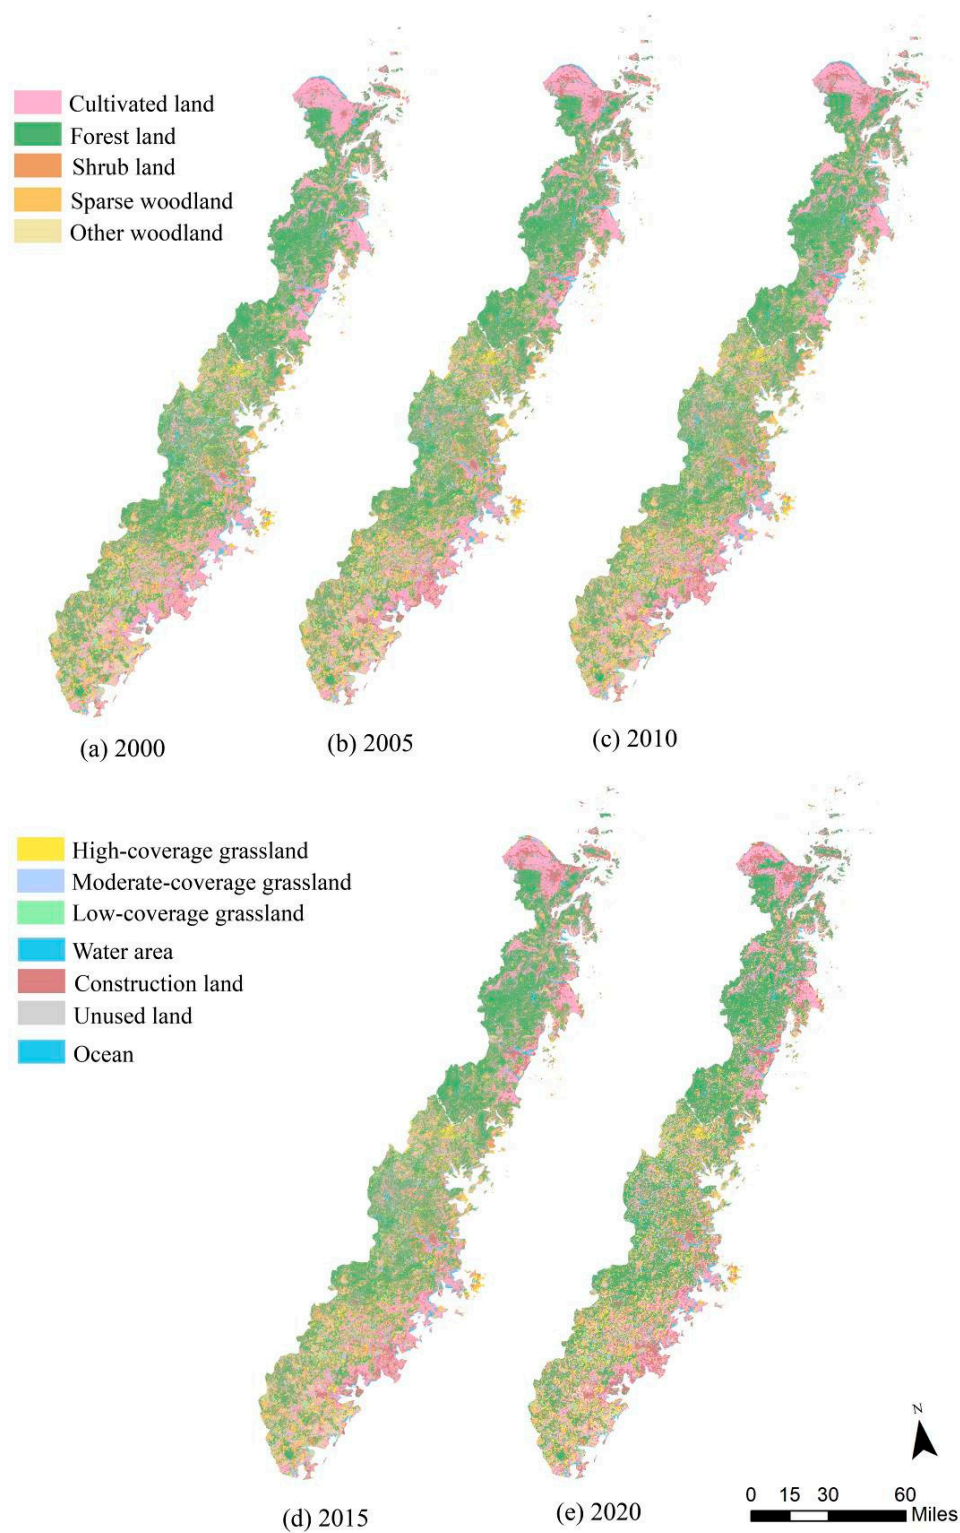 Cultivated land
Forest land
Shrub land
Sparse woodland
Other woodland
(a) 2000
(b) 2005
(c) 2010
High-coverage grassland
Moderate-coverage grassland
Low-coverage grassland
Water area
Construction land
Unused land
Ocean
N
0 15 30 60
Miles
(d) 2015
(e) 2020